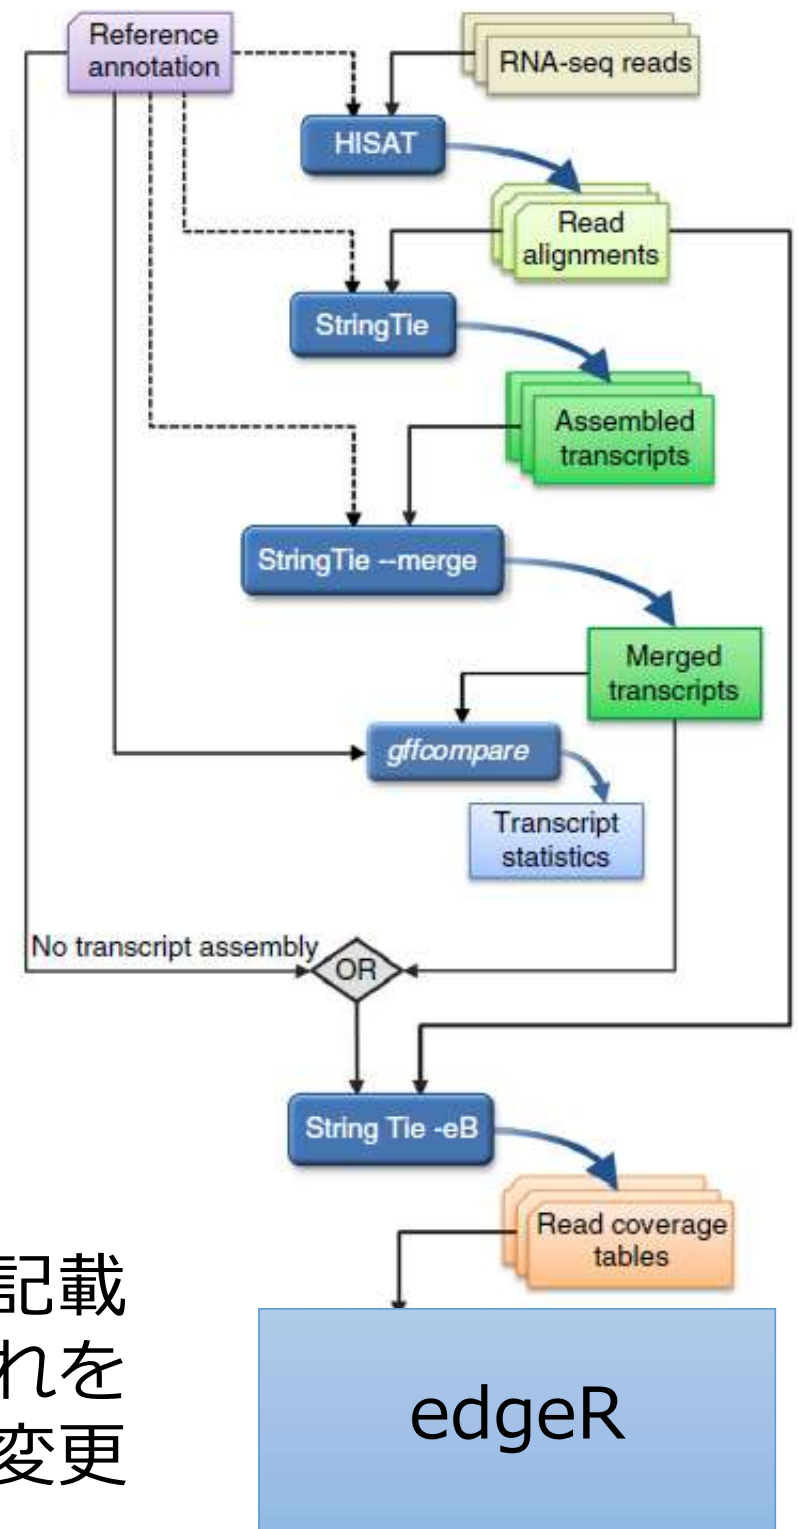 Reference
annotation
RNA-seq reads
HISAT
Read
alignments
StringTie
Assembled
transcripts
StringTie --merge
Merged
transcripts
gffcompare
Transcript
statistics
No transcript assembly
OR
String Tie -eB
Read coverage
tables
記載
れを
変更
edgeR